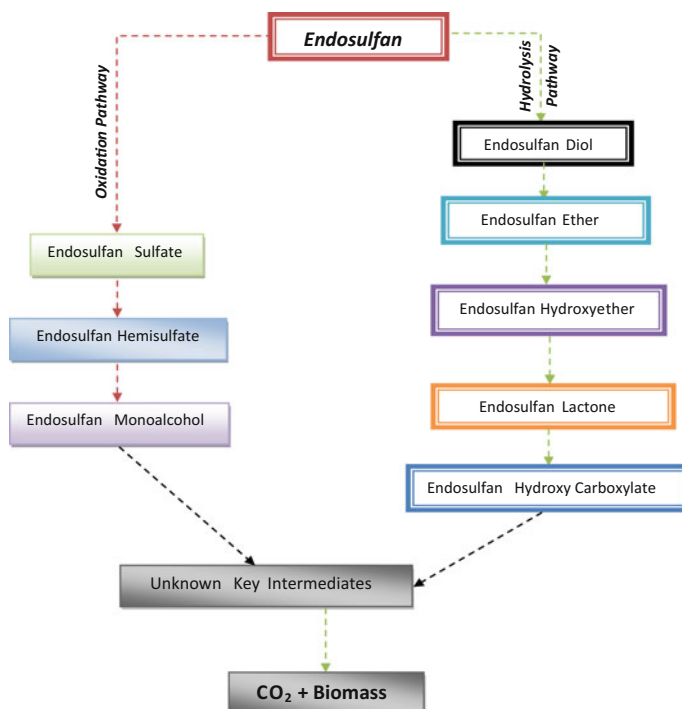 Endosulfan
Oxidation Pathway
Hydrolysis
Pathway
Endosulfan Diol
Endosulfan Ether
Endosulfan Sulfate
Endosulfan Hydroxyether
Endosulfan Hemisulfate
Endosulfan Lactone
Endosulfan Monoalcohol
Endosulfan Hydroxy Carboxylate
Unknown Key Intermediates
CO₂ + Biomass